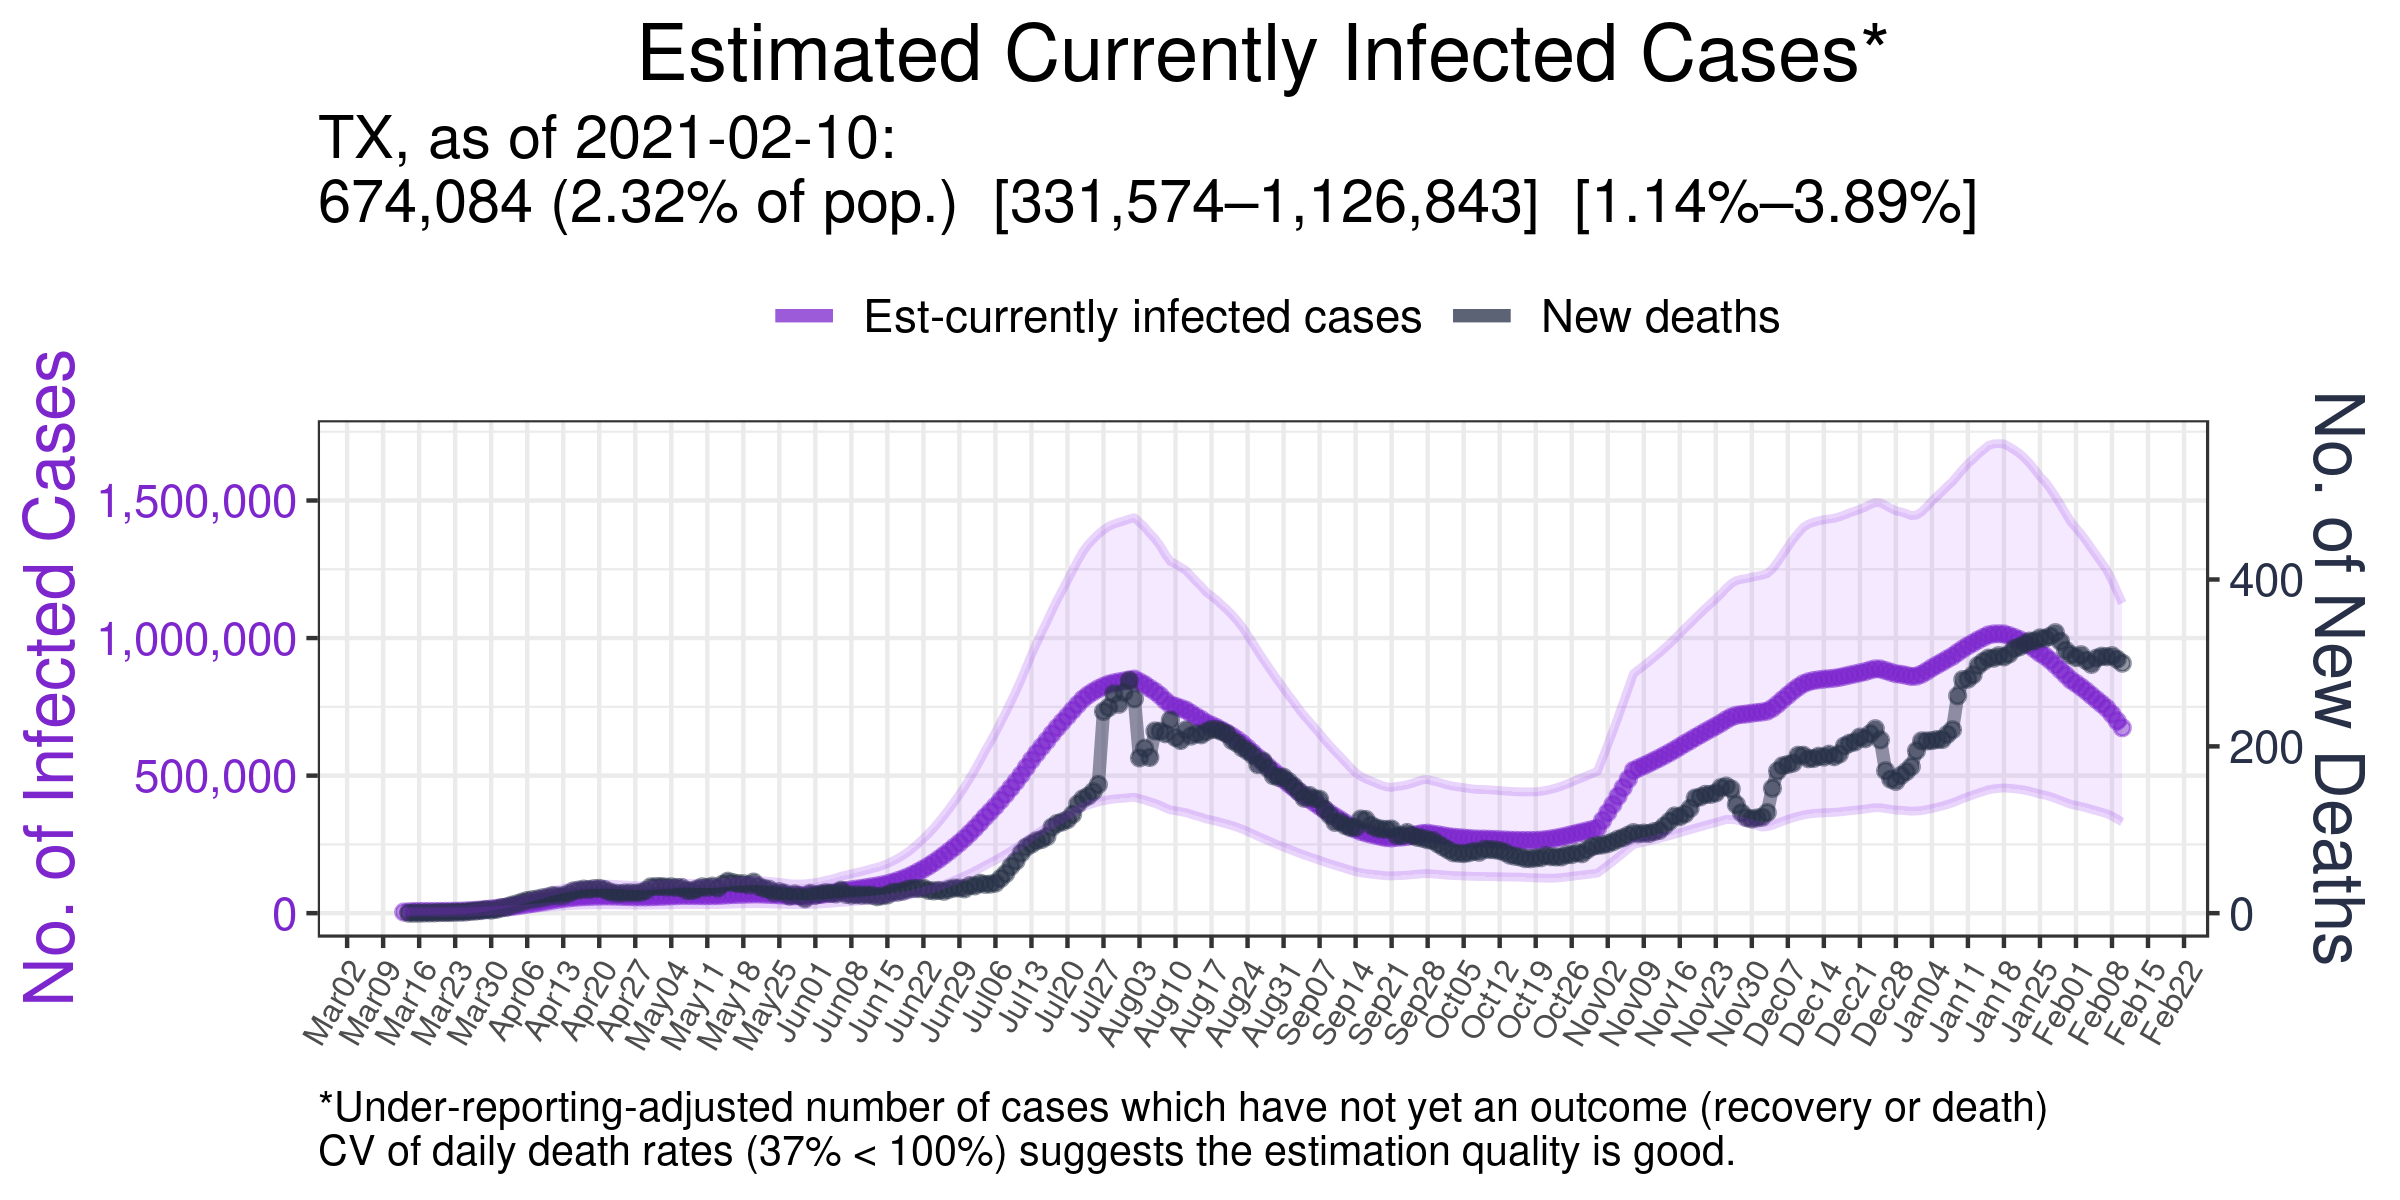 Estimated Currently Infected Cases*
TX, as of 2021-02-10:
674,084 (2.32% of pop.) [331,574–1,126,843] [1.14%–3.89%]
Est-currently infected cases New deaths
No. of Infected Cases
1,500,000
1,000,000
500,000
0
400
200
0
No. of New Deaths
Mar02 Mar09 Mar16 Mar23 Mar30 Apr06 Apr13 Apr20 Apr27 May04 May11 May18 May25 Jun01 Jun08 Jun15 Jun22 Jun29 Jul06 Jul13 Jul20 Jul27 Aug03 Aug10 Aug17 Aug24 Aug31 Sep07 Sep14 Sep21 Sep28 Oct05 Oct12 Oct19 Oct26 Nov02 Nov09 Nov16 Nov23 Nov30 Dec07 Dec14 Dec21 Dec28 Jan04 Jan11 Jan18 Jan25 Feb01 Feb08 Feb15 Feb22
*Under-reporting-adjusted number of cases which have not yet an outcome (recovery or death)
CV of daily death rates (37% < 100%) suggests the estimation quality is good.